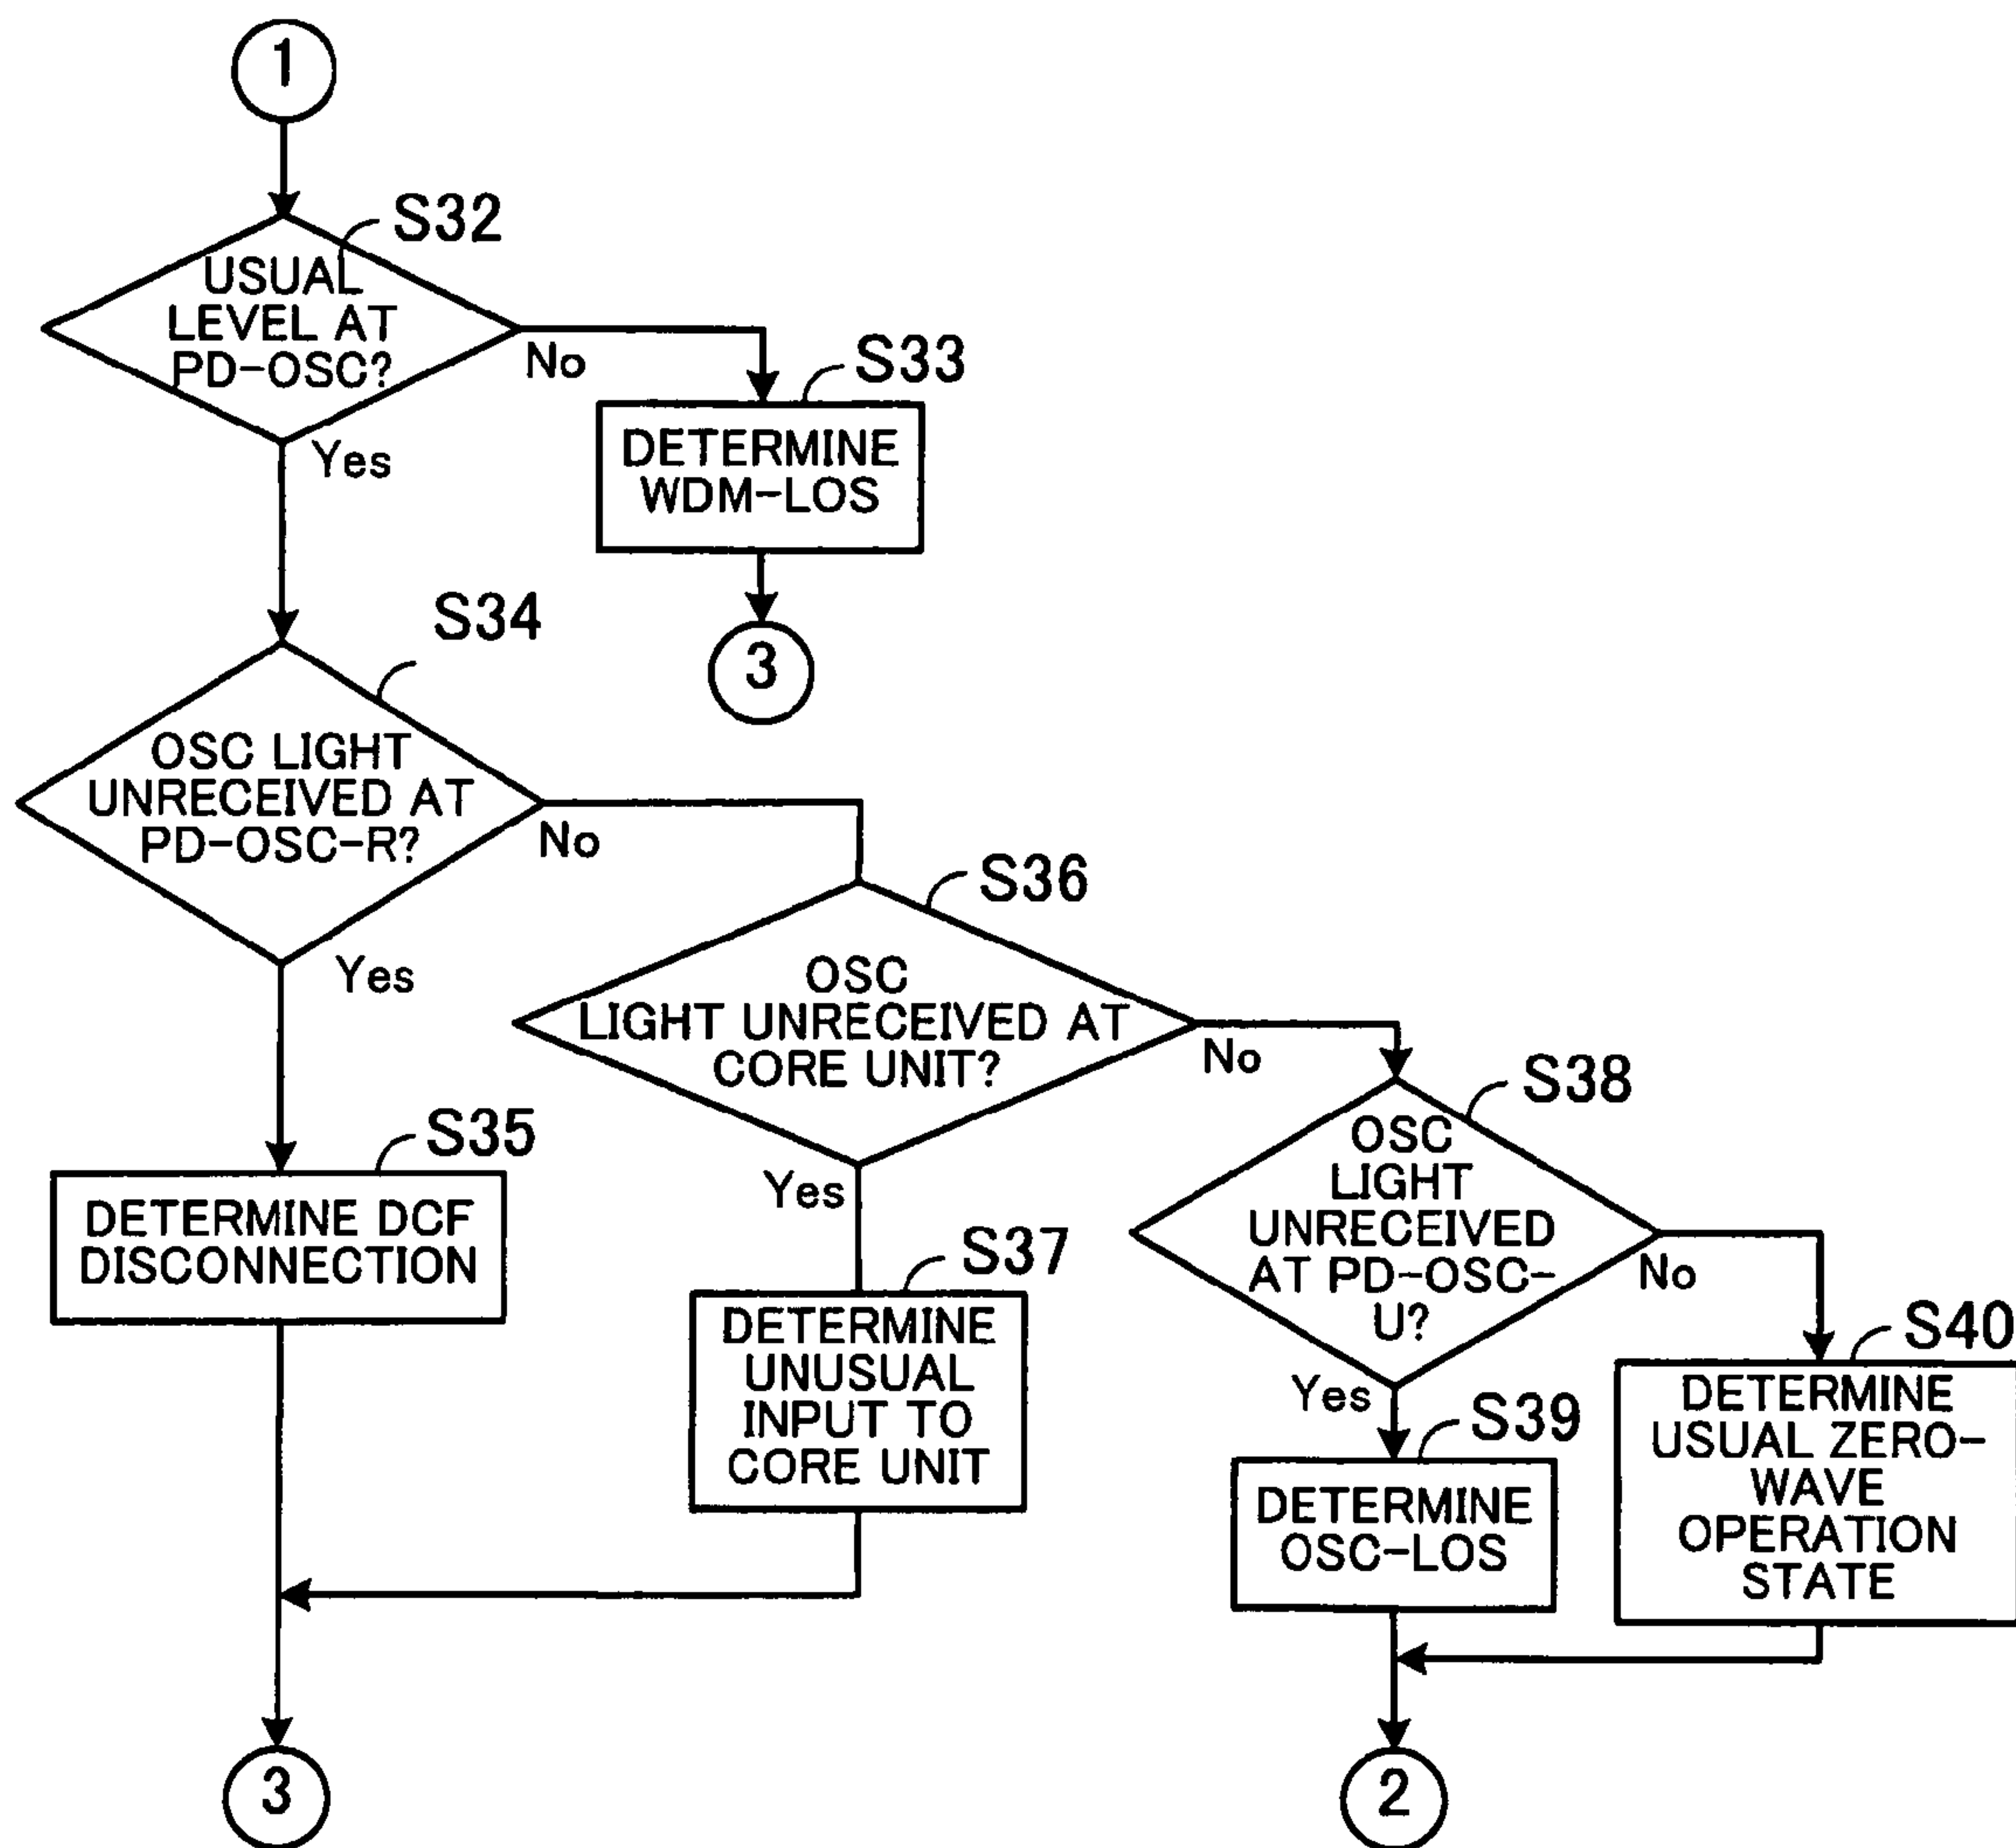 1
S32
USUAL
LEVEL AT
PD-OSC?
No
Yes
S33
DETERMINE
WDM-LOS
3
S34
OSC LIGHT
UNRECEIVED AT
PD-OSC-R?
No
Yes
S36
OSC
LIGHT UNRECEIVED AT
CORE UNIT?
No
Yes
S35
DETERMINE DCF
DISCONNECTION
S37
DETERMINE
UNUSUAL
INPUT TO
CORE UNIT
S38
OSC
LIGHT
UNRECEIVED
AT PD-OSC-
U?
No
Yes
S39
DETERMINE
OSC-LOS
S40
DETERMINE
USUAL ZERO-
WAVE
OPERATION
STATE
3
2